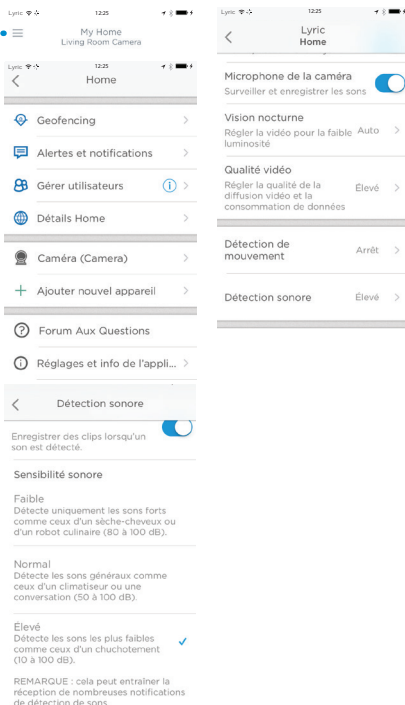 Lyric 12:25
My Home
Living Room Camera
Lyric 12:25
Home
Geofencing
Alertes et notifications
Gérer utilisateurs
Détails Home
Caméra (Camera)
Ajouter nouvel appareil
Forum Aux Questions
Réglages et info de l'appli...
Détection sonore
Enregistrer des clips lorsqu'un
son est détecté.
Sensibilité sonore
Faible
Détecte uniquement les sons forts
comme ceux d'un sèche-cheveux ou
d'un robot culinaire (80 à 100 dB).
Normal
Détecte les sons généraux comme
ceux d'un climatiseur ou une
conversation (50 à 100 dB).
Élevé
Détecte les sons les plus faibles
comme ceux d'un chuchotement
(10 à 100 dB).
REMARQUE : cela peut entraîner la
réception de nombreuses notifications
de détection de sons
Lyric 12:25
Lyric
Home
Microphone de la caméra
Surveiller et enregistrer les sons
Vision nocturne
Régler la vidéo pour la faible Auto
luminosité
Qualité vidéo
Régler la qualité de la
diffusion vidéo et la Élevé
consommation de données
Détection de
mouvement Arrêt
Détection sonore Élevé